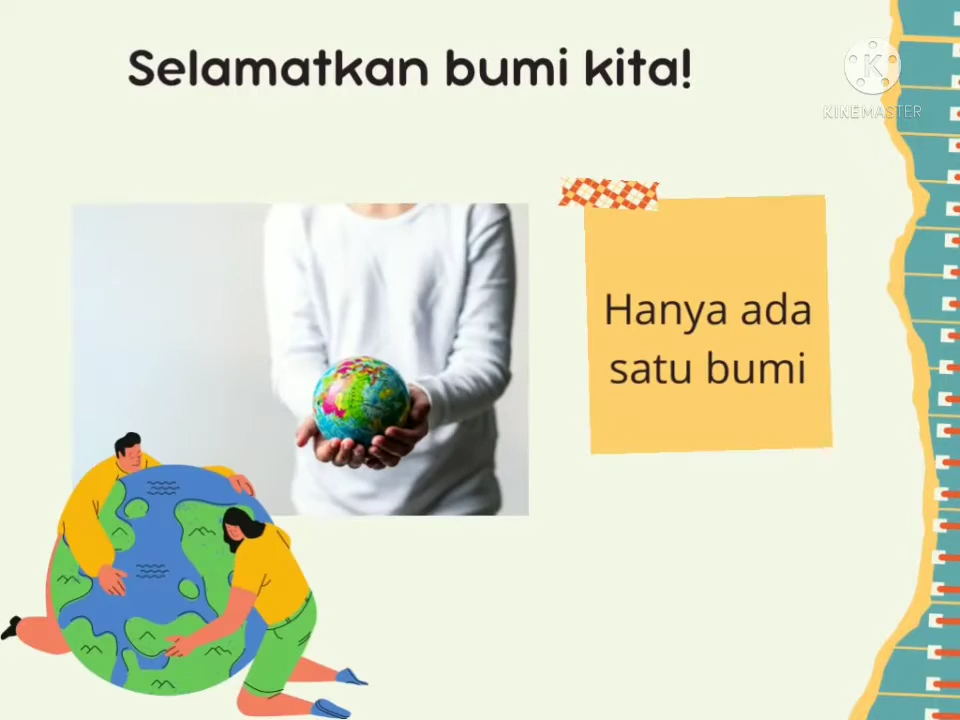 Selamatkan bumi kita!
K
KINEMASTER
Hanya ada
satu bumi